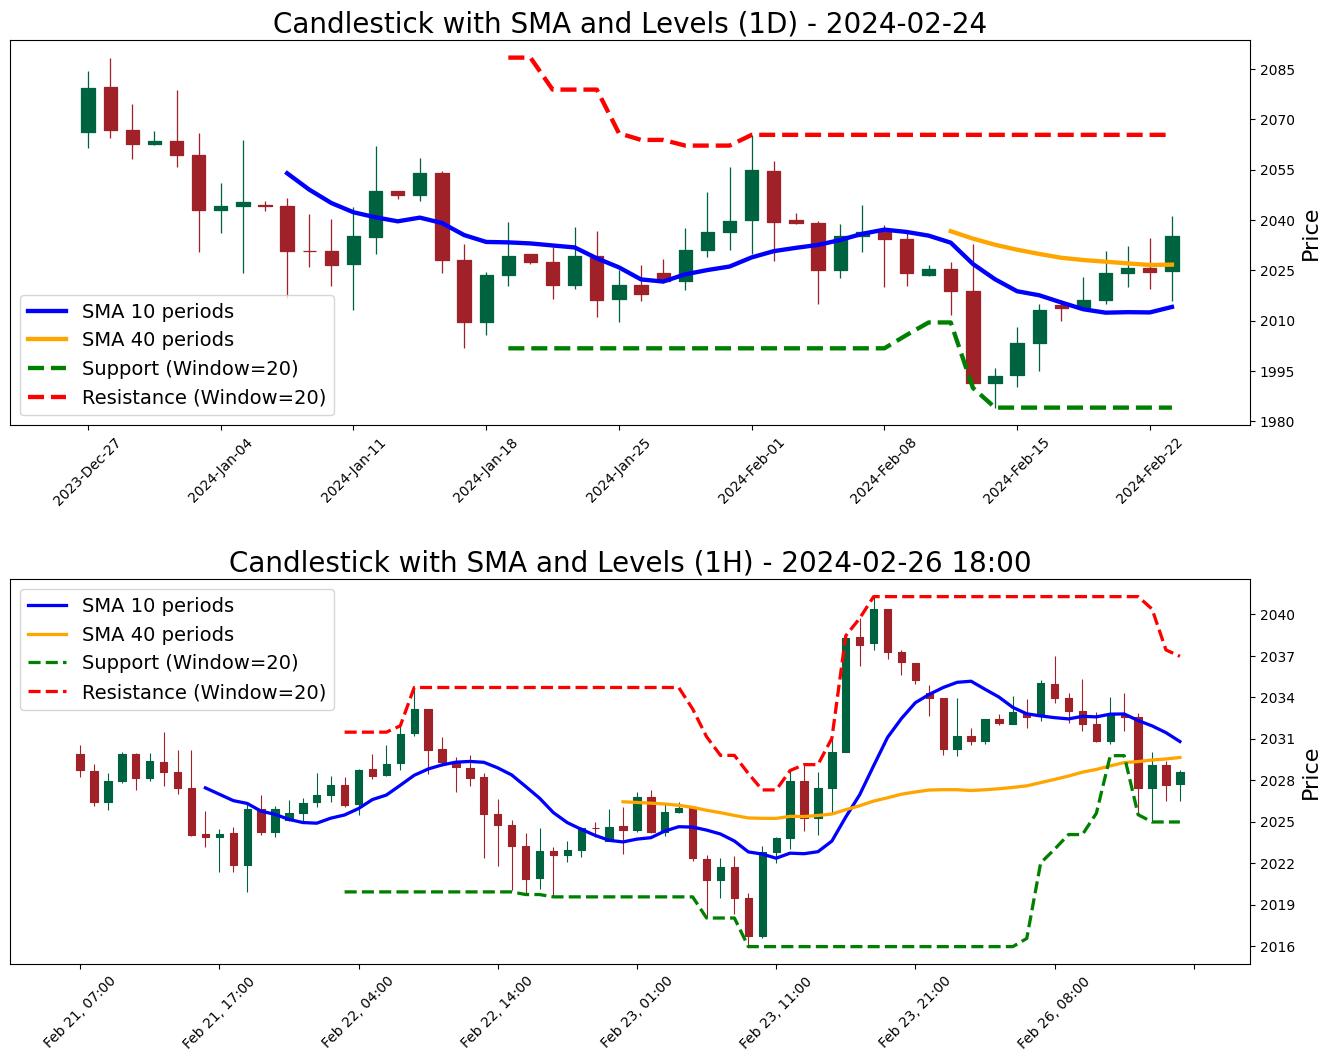 Candlestick with SMA and Levels (1D) - 2024-02-24
2085
2070
2055
2040
2025
2010
1995
1980
Price
SMA 10 periods
SMA 40 periods
Support (Window=20)
Resistance (Window=20)
2023-Dec-27
2024-Jan-04
2024-Jan-11
2024-Jan-18
2024-Jan-25
2024-Feb-01
2024-Feb-08
2024-Feb-15
2024-Feb-22
Candlestick with SMA and Levels (1H) - 2024-02-26 18:00
SMA 10 periods
SMA 40 periods
Support (Window=20)
Resistance (Window=20)
2040
2037
2034
2031
2028
2025
2022
2019
2016
Price
Feb 21, 07:00
Feb 21, 17:00
Feb 22, 04:00
Feb 22, 14:00
Feb 23, 01:00
Feb 23, 11:00
Feb 23, 21:00
Feb 26, 08:00